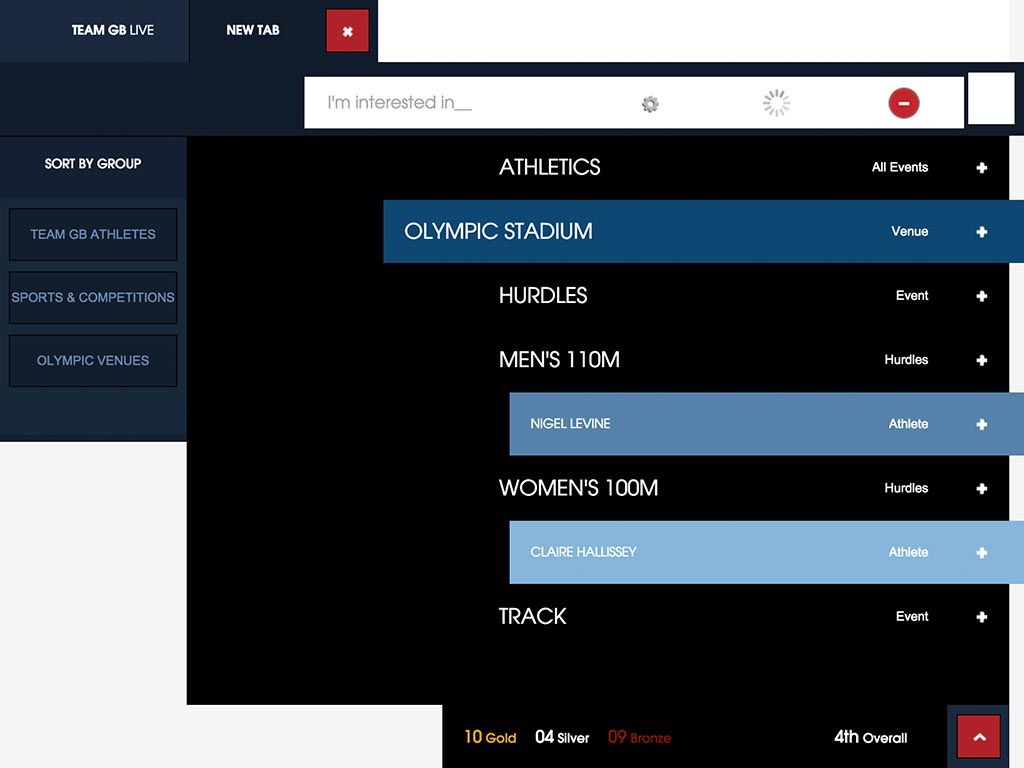 TEAM GB LIVE
NEW TAB
I'm interested in__
SORT BY GROUP
TEAM GB ATHLETES
SPORTS & COMPETITIONS
OLYMPIC VENUES
ATHLETICS All Events
OLYMPIC STADIUM Venue
HURDLES Event
MEN'S 110M Hurdles
NIGEL LEVINE Athlete
WOMEN'S 100M Hurdles
CLAIRE HALLISSEY Athlete
TRACK Event
10 Gold 04 Silver 09 Bronze 4th Overall